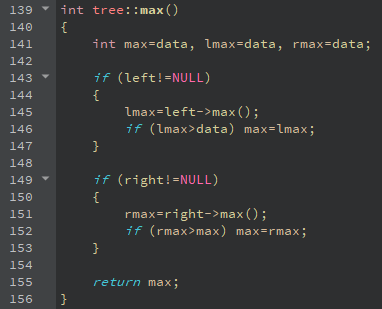 139 int tree::max()
140 {
141     int max=data, lmax=data, rmax=data;
142
143     if (left!=NULL)
144     {
145         lmax=left->max();
146         if (lmax>data) max=lmax;
147     }
148
149     if (right!=NULL)
150     {
151         rmax=right->max();
152         if (rmax>max) max=rmax;
153     }
154
155     return max;
156 }